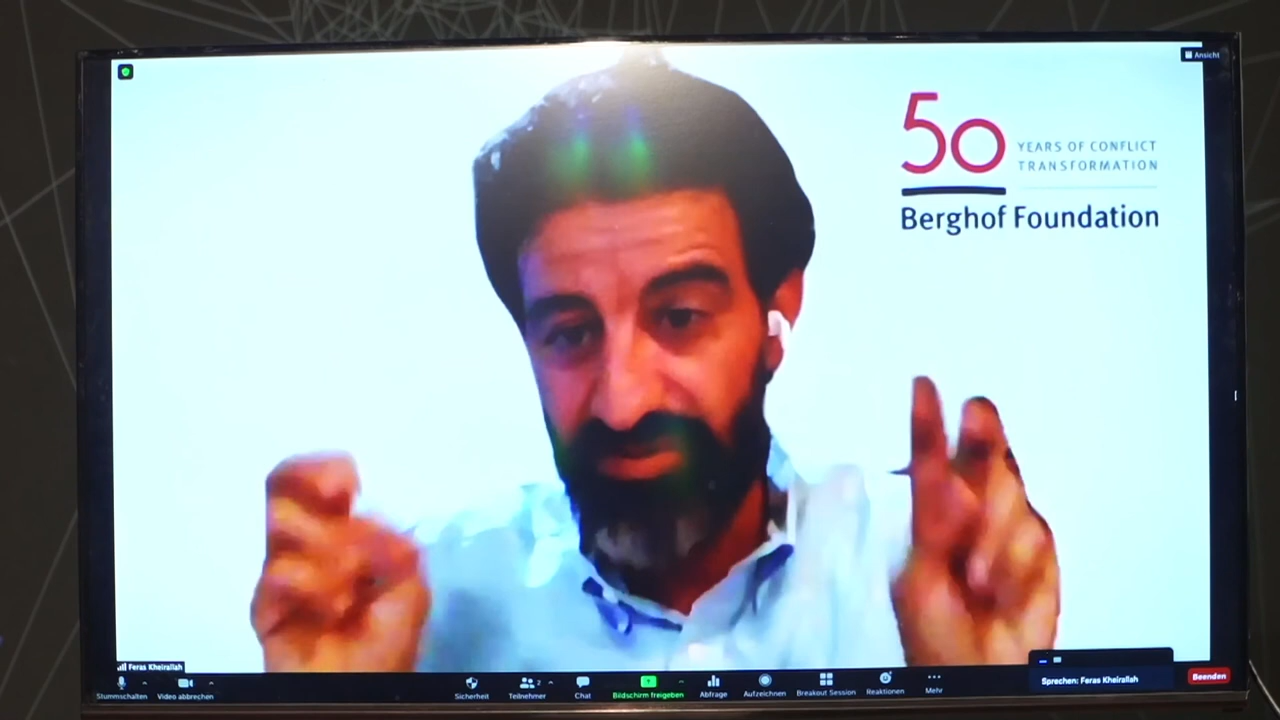 Ansicht
50
YEARS OF CONFLICT
TRANSFORMATION
Berghof Foundation
Feras Kheirallah
Stummschalten
Video abbrechen
Sicherheit
Teilnehmer
2
Chat
Bildschirm freigeben
Abfrage
Aufzeichnen
Breakout Session
Reaktionen
Mehr
Sprechen: Feras Kheirallah
Beenden